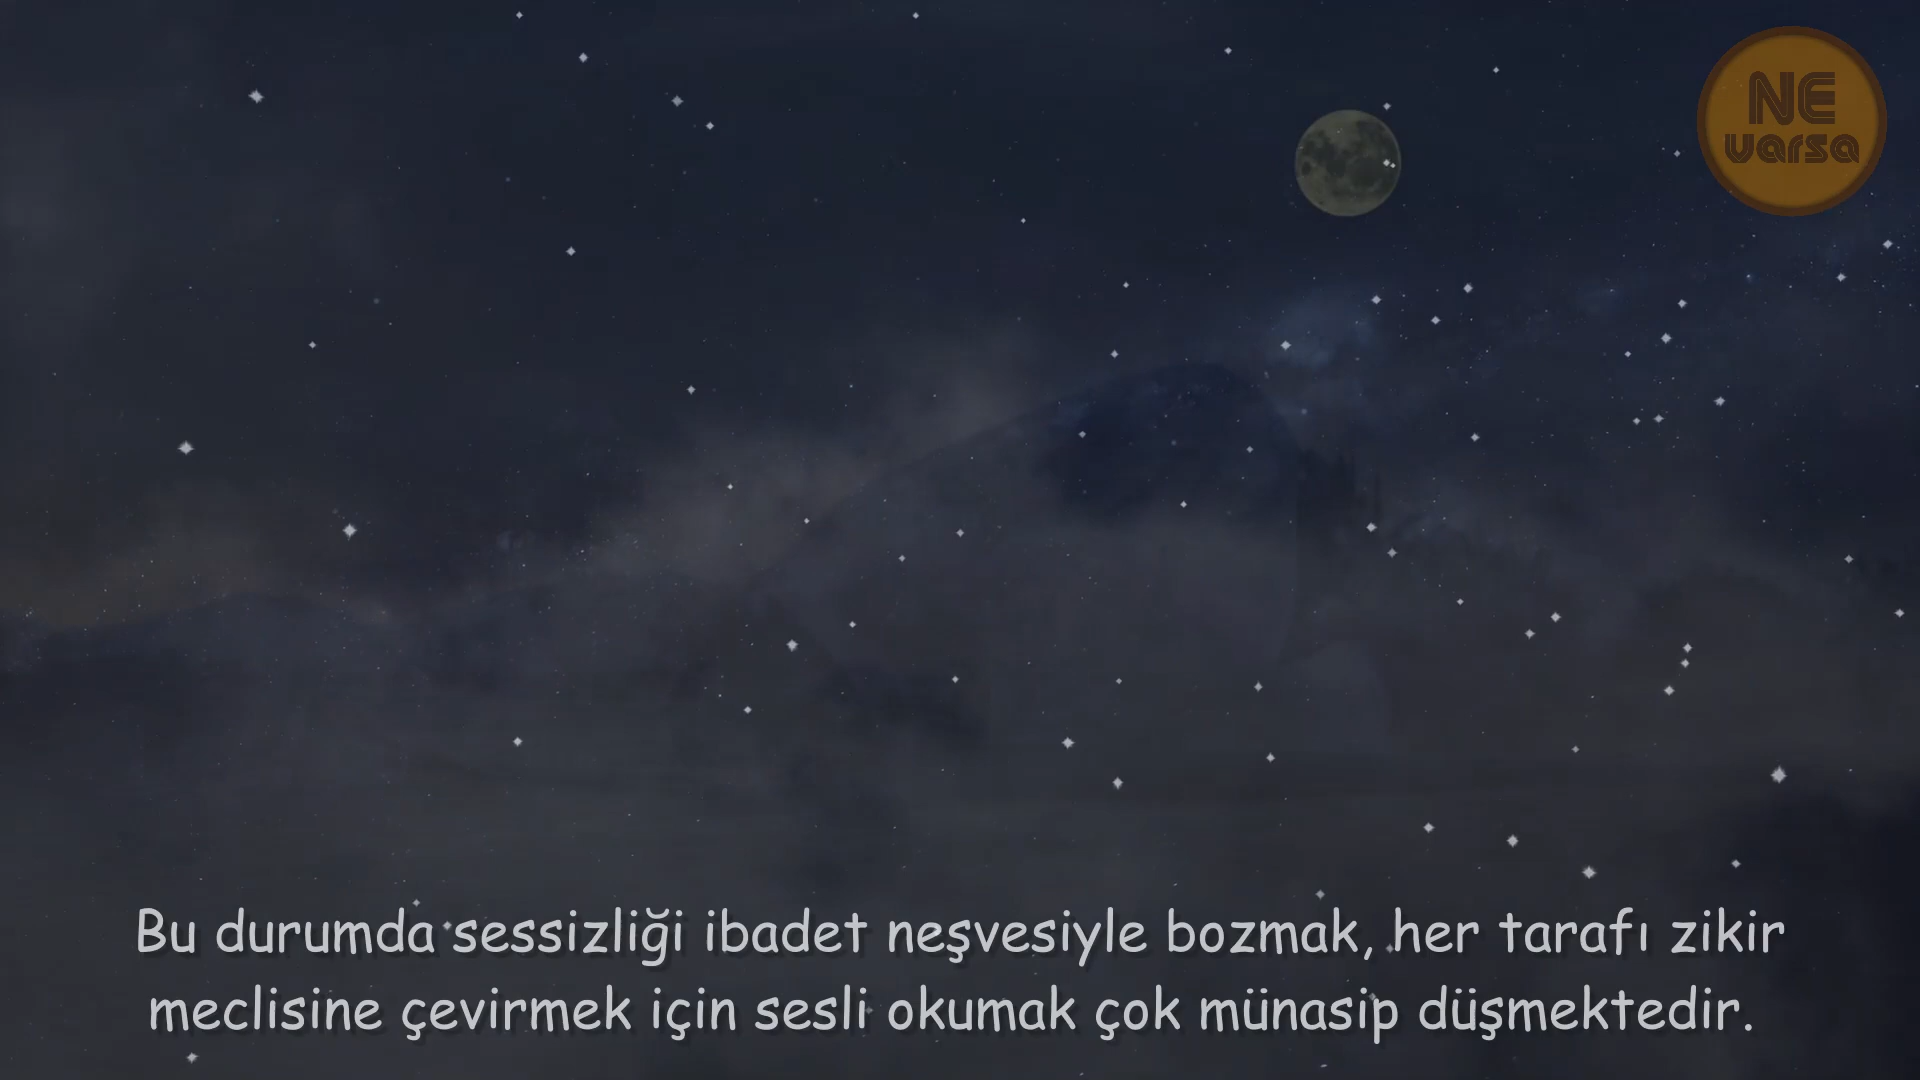 NE
varsa
Bu durumda sessizliği ibadet neşvesiyle bozmak, her tarafı zikir
meclisine çevirmek için sesli okumak çok münasip düşmektedir.